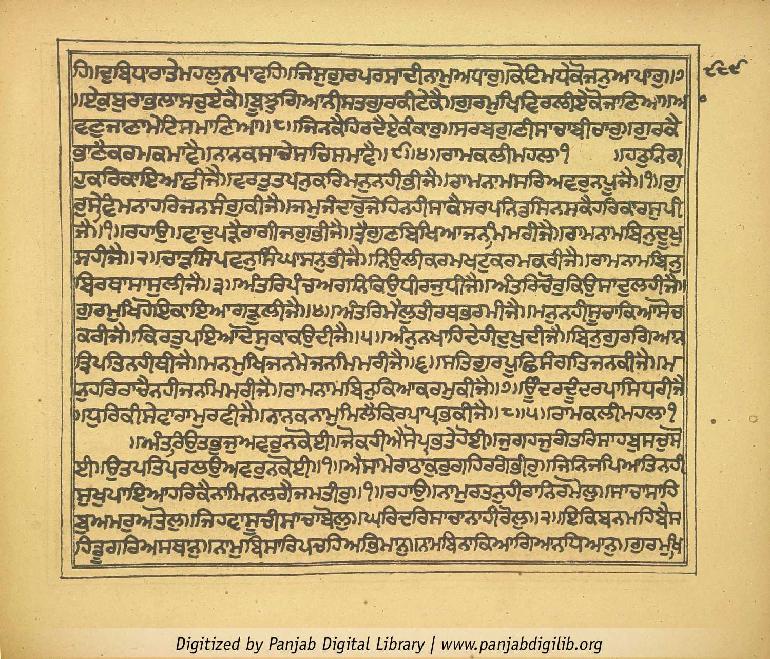 ਹਿ॥ਦੁਬਿਧਰਾਤੇਮਹਲੁਨਪਾਵਹਿ॥ਜਿਸੁਗੁਰਪਰਸਾਦੀਨਾਮੁਅਧਾਰੁ॥ਕੋਟਿਮਧੇਕੋਜਨੁਆਪਾਰੁ॥੭
॥ਏਕੁਬੁਰਾਭਲਾਸਚੁਏਕੈ॥ਬੂਝੁਗਿਆਨੀਸਤਗੁਰਕੀਟੇਕੈ॥ਗੁਰਮੁਖਿਵਿਰਲੀਏਕੋਜਾਣਿਆ॥ਆ
ਵਣੁਜਾਣਾਮੇਟਿਸਮਾਣਿਆ॥੮॥ਜਿਨਕੈਹਿਰਦੈਏਕੰਕਾਰੁ॥ਸਰਬਗੁਣੀਸਾਚਾਬੀਚਾਰੁ॥ਗੁਰਕੈ
ਭਾਣੈਕਰਮਕਮਾਵੈ॥ਨਾਨਕਸਾਚੇਸਾਚਿਸਮਾਵੈ॥੯॥੪॥ਰਾਮਕਲੀਮਹਲਾ੧ ॥ਹਠੁਨਿਗ੍ਰ
ਹੁਕਰਿਕਾਇਆਛੀਜੈ॥ਵਰਤੁਤਪਨੁਕਰਿਮਨੁਨਹੀਭੀਜੈ॥ਰਾਮਨਾਮਸਰਿਅਵਰੁਨਪੂਜੈ॥੧॥ਗੁ
ਰੁਸੇਵਿਮਨਾਹਰਿਜਨਸੰਗੁਕੀਜੈ॥ਜਮੁਜੰਦਾਰੁਜੋਹਿਨਹੀਸਾਕੈਸਰਪਨਿਡਸਿਨਸਕੈਹਰਿਕਾਰਸੁਪੀ
ਜੈ॥੧॥ਰਹਾਉ॥ਵਾਦੁਪੜੈਰਾਗੀਜਗੁਭੀਜੈ॥ਤ੍ਰੈਗੁਣਬਿਖਿਆਜਨਮਿਮਰੀਜੈ॥ਰਾਮਨਾਮਬਿਨੁਦੂਖੁ
ਸਹੀਜੈ॥੨॥ਚਾੜਸਿਪਵਨੁਸਿੰਘਾਸਨੁਭੀਜੈ॥ਨਿਉਲੀਕਰਮਖਟੁਕਰਮਕਰੀਜੈ॥ਰਾਮਨਾਮਬਿਨੁ
ਬਿਰਥਾਸਾਸੁਲੀਜੈ॥੩॥ਅੰਤਰਿਪੰਚਅਗਨਿਕਿਉਧੀਰਜੁਧੀਜੈ॥ਅੰਤਰਿਚੋਰੁਕਿਉਸਾਦੁਲਹੀਜੈ॥
ਗੁਰਮੁਖਿਹੋਇਕਾਇਆਗੜੁਲੀਜੈ॥੪॥ਅੰਤਰਿਮੈਲੁਤੀਰਥਭਰਮੀਜੈ॥ਮਨੁਨਹੀਸੂਚਾਕਿਆਸੋਚ
ਕਰੀਜੈ॥ਕਿਰਤੁਪਇਆਦੋਸੁਕਾਕਉਦੀਜੈ॥੫॥ਅੰਨੁਨਖਾਹਿਦੇਹੀਦੁਖੁਦੀਜੈ॥ਬਿਨੁਗੁਰਗਿਆਨ
ਤ੍ਰਿਪਤਿਨਹੀਥੀਜੈ॥ਮਨਮੁਖਿਜਨਮੇਜਨਮਿਮਰੀਜੈ॥੬॥ਸਤਿਗੁਰਪੂਛਿਸੰਗਤਿਜਨਕੀਜੈ॥ਮ
ਨੁਹਰਿਰਾਚੈਨਹੀਜਨਮਿਮਰੀਜੈ॥ਰਾਮਨਾਮਬਿਨੁਕਿਆਕਰਮੁਕੀਜੈ॥੭॥ਊਂਦਰਦੂੰਦਰਪਾਸਿਧਰੀਜੈ
॥ਧੁਰਕੀਸੇਵਾਰਾਮੁਰਵੀਜੈ॥ਨਾਨਕਨਾਮੁਮਿਲੈਕਿਰਪਾਪ੍ਰਭਕੀਜੈ॥੮॥੫॥ਰਾਮਕਲੀਮਹਲਾ੧
॥ਅੰਤਰਿਉਤਭੁਜੁਅਵਰੁਨਕੋਈ॥ਜੋਕਹੀਐਸੋਪ੍ਰਭਤੇਹੋਈ॥ਜੁਗਹਜੁਗੰਤਰਿਸਾਹਬੁਸਚੁਸੋ
ਈ॥ਉਤਪਤਿਪਰਲਉਅਵਰੁਨਕੋਈ॥੧॥ਐਸਾਮੇਰਾਠਾਕੁਰੁਗਹਿਰਗੰਭੀਰੁ॥ਜਿਨਿਜਪਿਆਤਿਨਹੀ
ਸੁਖੁਪਾਇਆਹਰਿਕੈਨਾਮਿਨਲਗੈਜਮਤੀਰੁ॥੧॥ਰਹਾਉ॥ਨਾਮੁਰਤਨੁਹੀਰਾਨਿਰਮੋਲੁ॥ਸਾਚਾਸਾਹਿ
ਬੁਅਮਰੁਅਤੋਲੁ॥ਜਿਹਵਾਸੂਚੀਸਾਚਾਬੋਲੁ॥ਘਰਿਦਰਿਸਾਚਾਨਾਹੀਰੋਲੁ॥੨॥ਇਕਿਬਨਮਹਿਬੈਸ
ਹਿਡੂਗਰਿਅਸਥਾਨੁ॥ਨਾਮੁਬਿਸਾਰਿਪਚਹਿਅਭਿਮਾਨੁ॥ਨਾਮਬਿਨਾਕਿਆਗਿਆਨਧਿਆਨੁ॥ਗੁਰਮੁਖਿ
Digitized by Panjab Digital Library | www.panjabdigilib.org